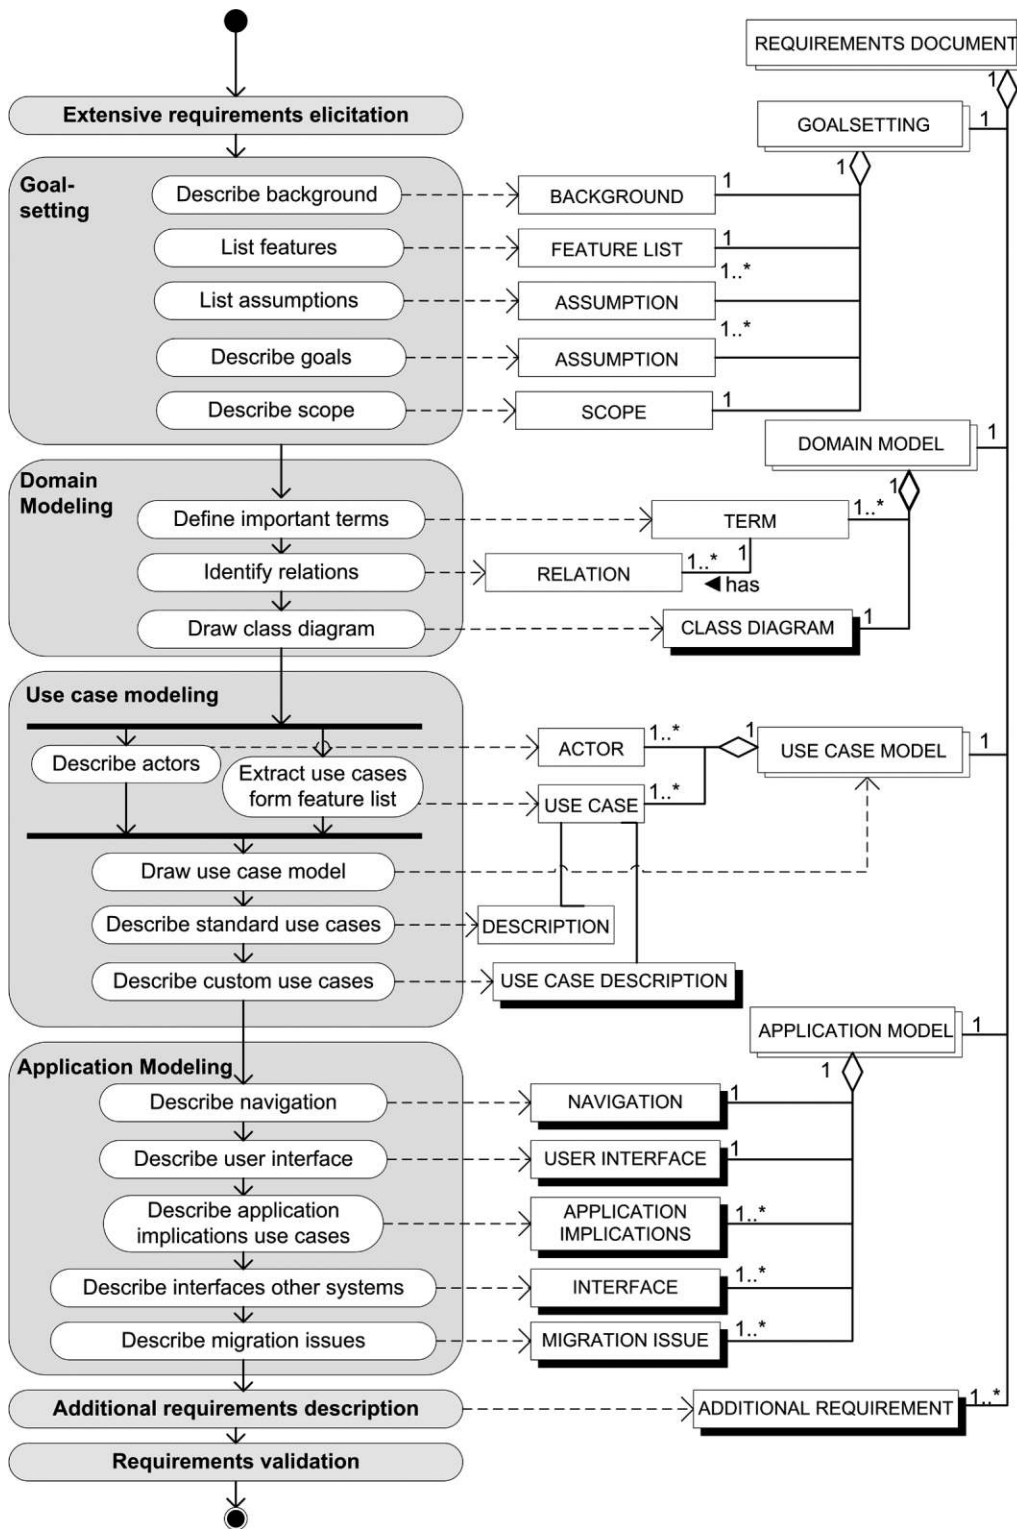 REQUIREMENTS DOCUMENT
1
Extensive requirements elicitation
GOALSETTING
1
1
Goal-
setting
Describe background
BACKGROUND
1
List features
FEATURE LIST
1
List assumptions
ASSUMPTION
1..*
Describe goals
ASSUMPTION
1..*
Describe scope
SCOPE
1
DOMAIN MODEL
1
1
Domain
Modeling
Define important terms
TERM
1..*
1
Identify relations
RELATION
1..*
◀ has
Draw class diagram
CLASS DIAGRAM
1
Use case modeling
Describe actors
ACTOR
1..*
1
USE CASE MODEL
1
Extract use cases
form feature list
USE CASE
1..*
Draw use case model
Describe standard use cases
DESCRIPTION
Describe custom use cases
USE CASE DESCRIPTION
APPLICATION MODEL
1
1
Application Modeling
Describe navigation
NAVIGATION
1
Describe user interface
USER INTERFACE
1
Describe application
implications use cases
APPLICATION
IMPLICATIONS
1..*
Describe interfaces other systems
INTERFACE
1..*
Describe migration issues
MIGRATION ISSUE
1..*
Additional requirements description
ADDITIONAL REQUIREMENT
1..*
Requirements validation